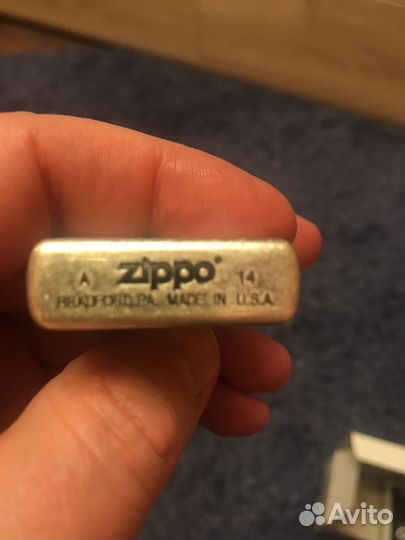 A zippo® 14
BRADFORD, PA. MADE IN U.S.A.
Avito